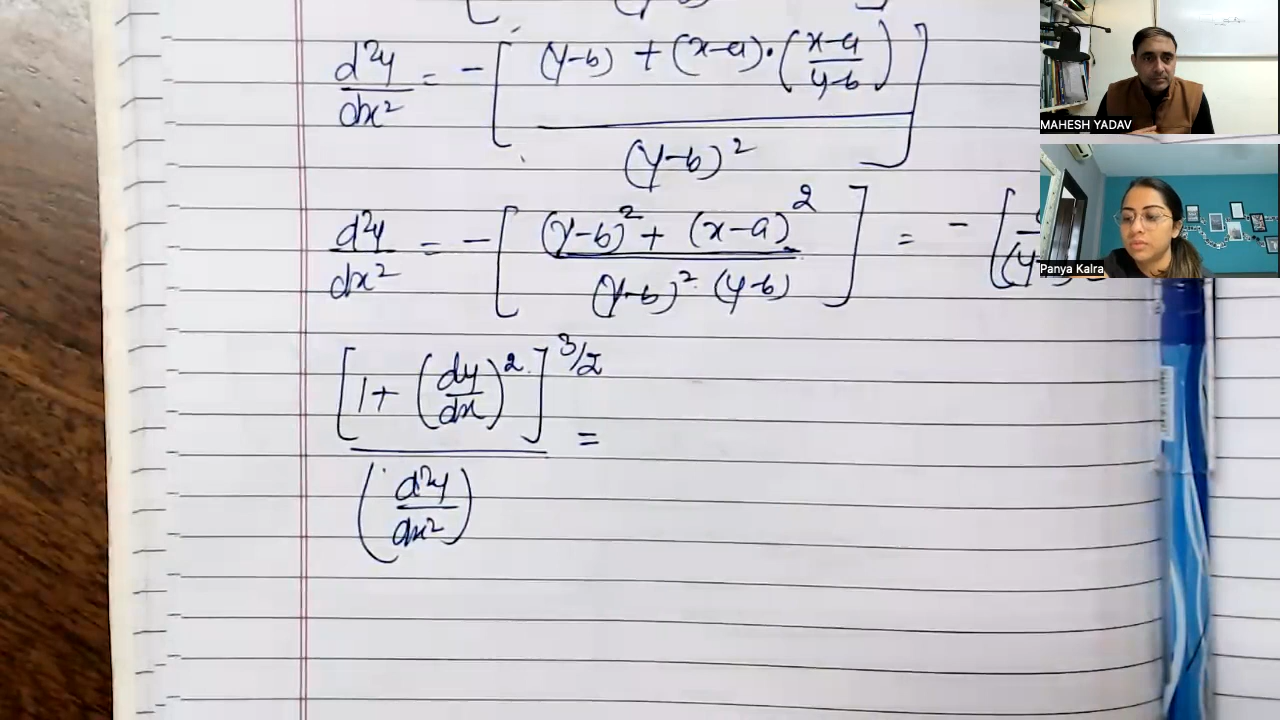 d²y/dx² = - [ ((y-b) + (x-a)·((x-a)/(y-b))) / (y-b)² ]
d²y/dx² = - [ ((y-b)² + (x-a)²) / ((y-b)²·(y-b)) ] = - [
[1 + (dy/dx)²]^3/2 / (d²y/dx²) =
MAHESH YADAV
Panya Kalra